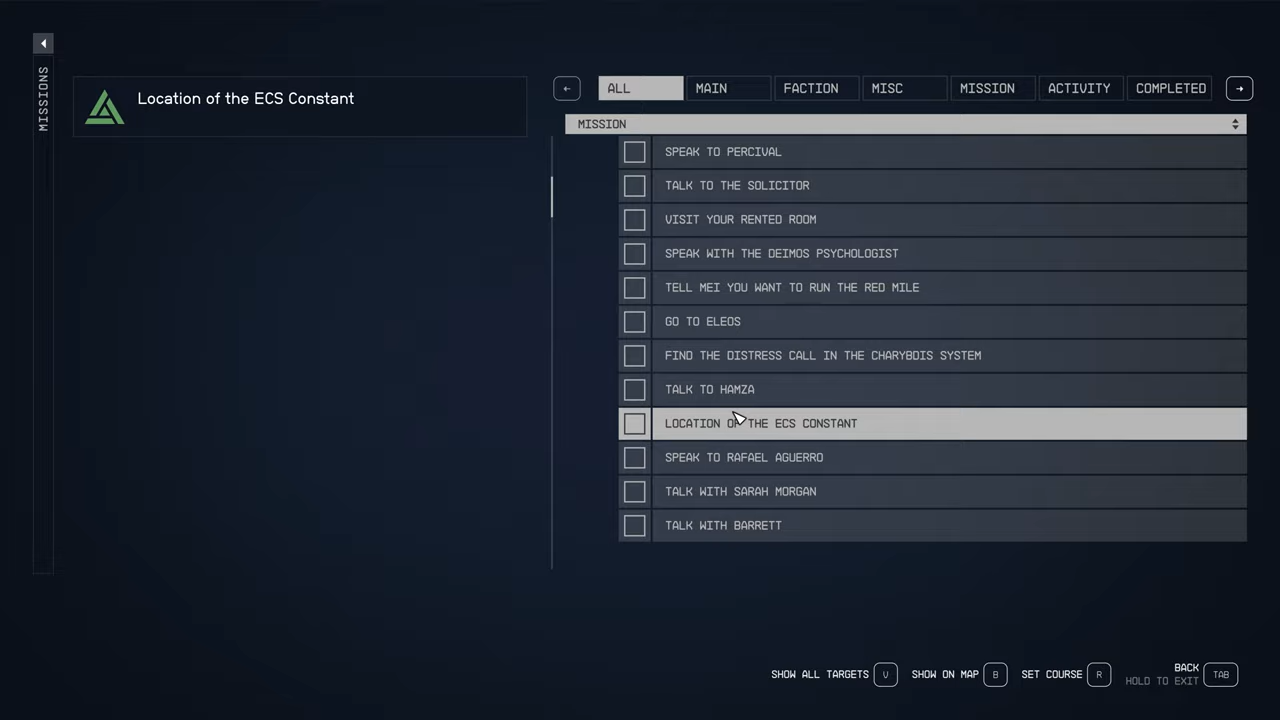 MISSIONS
Location of the ECS Constant
ALL MAIN FACTION MISC MISSION ACTIVITY COMPLETED
MISSION
SPEAK TO PERCIVAL
TALK TO THE SOLICITOR
VISIT YOUR RENTED ROOM
SPEAK WITH THE DEIMOS PSYCHOLOGIST
TELL MEI YOU WANT TO RUN THE RED MILE
GO TO ELEOS
FIND THE DISTRESS CALL IN THE CHARYBDIS SYSTEM
TALK TO HAMZA
LOCATION OF THE ECS CONSTANT
SPEAK TO RAFAEL AGUERRO
TALK WITH SARAH MORGAN
TALK WITH BARRETT
SHOW ALL TARGETS V SHOW ON MAP B SET COURSE R BACK TAB
HOLD TO EXIT